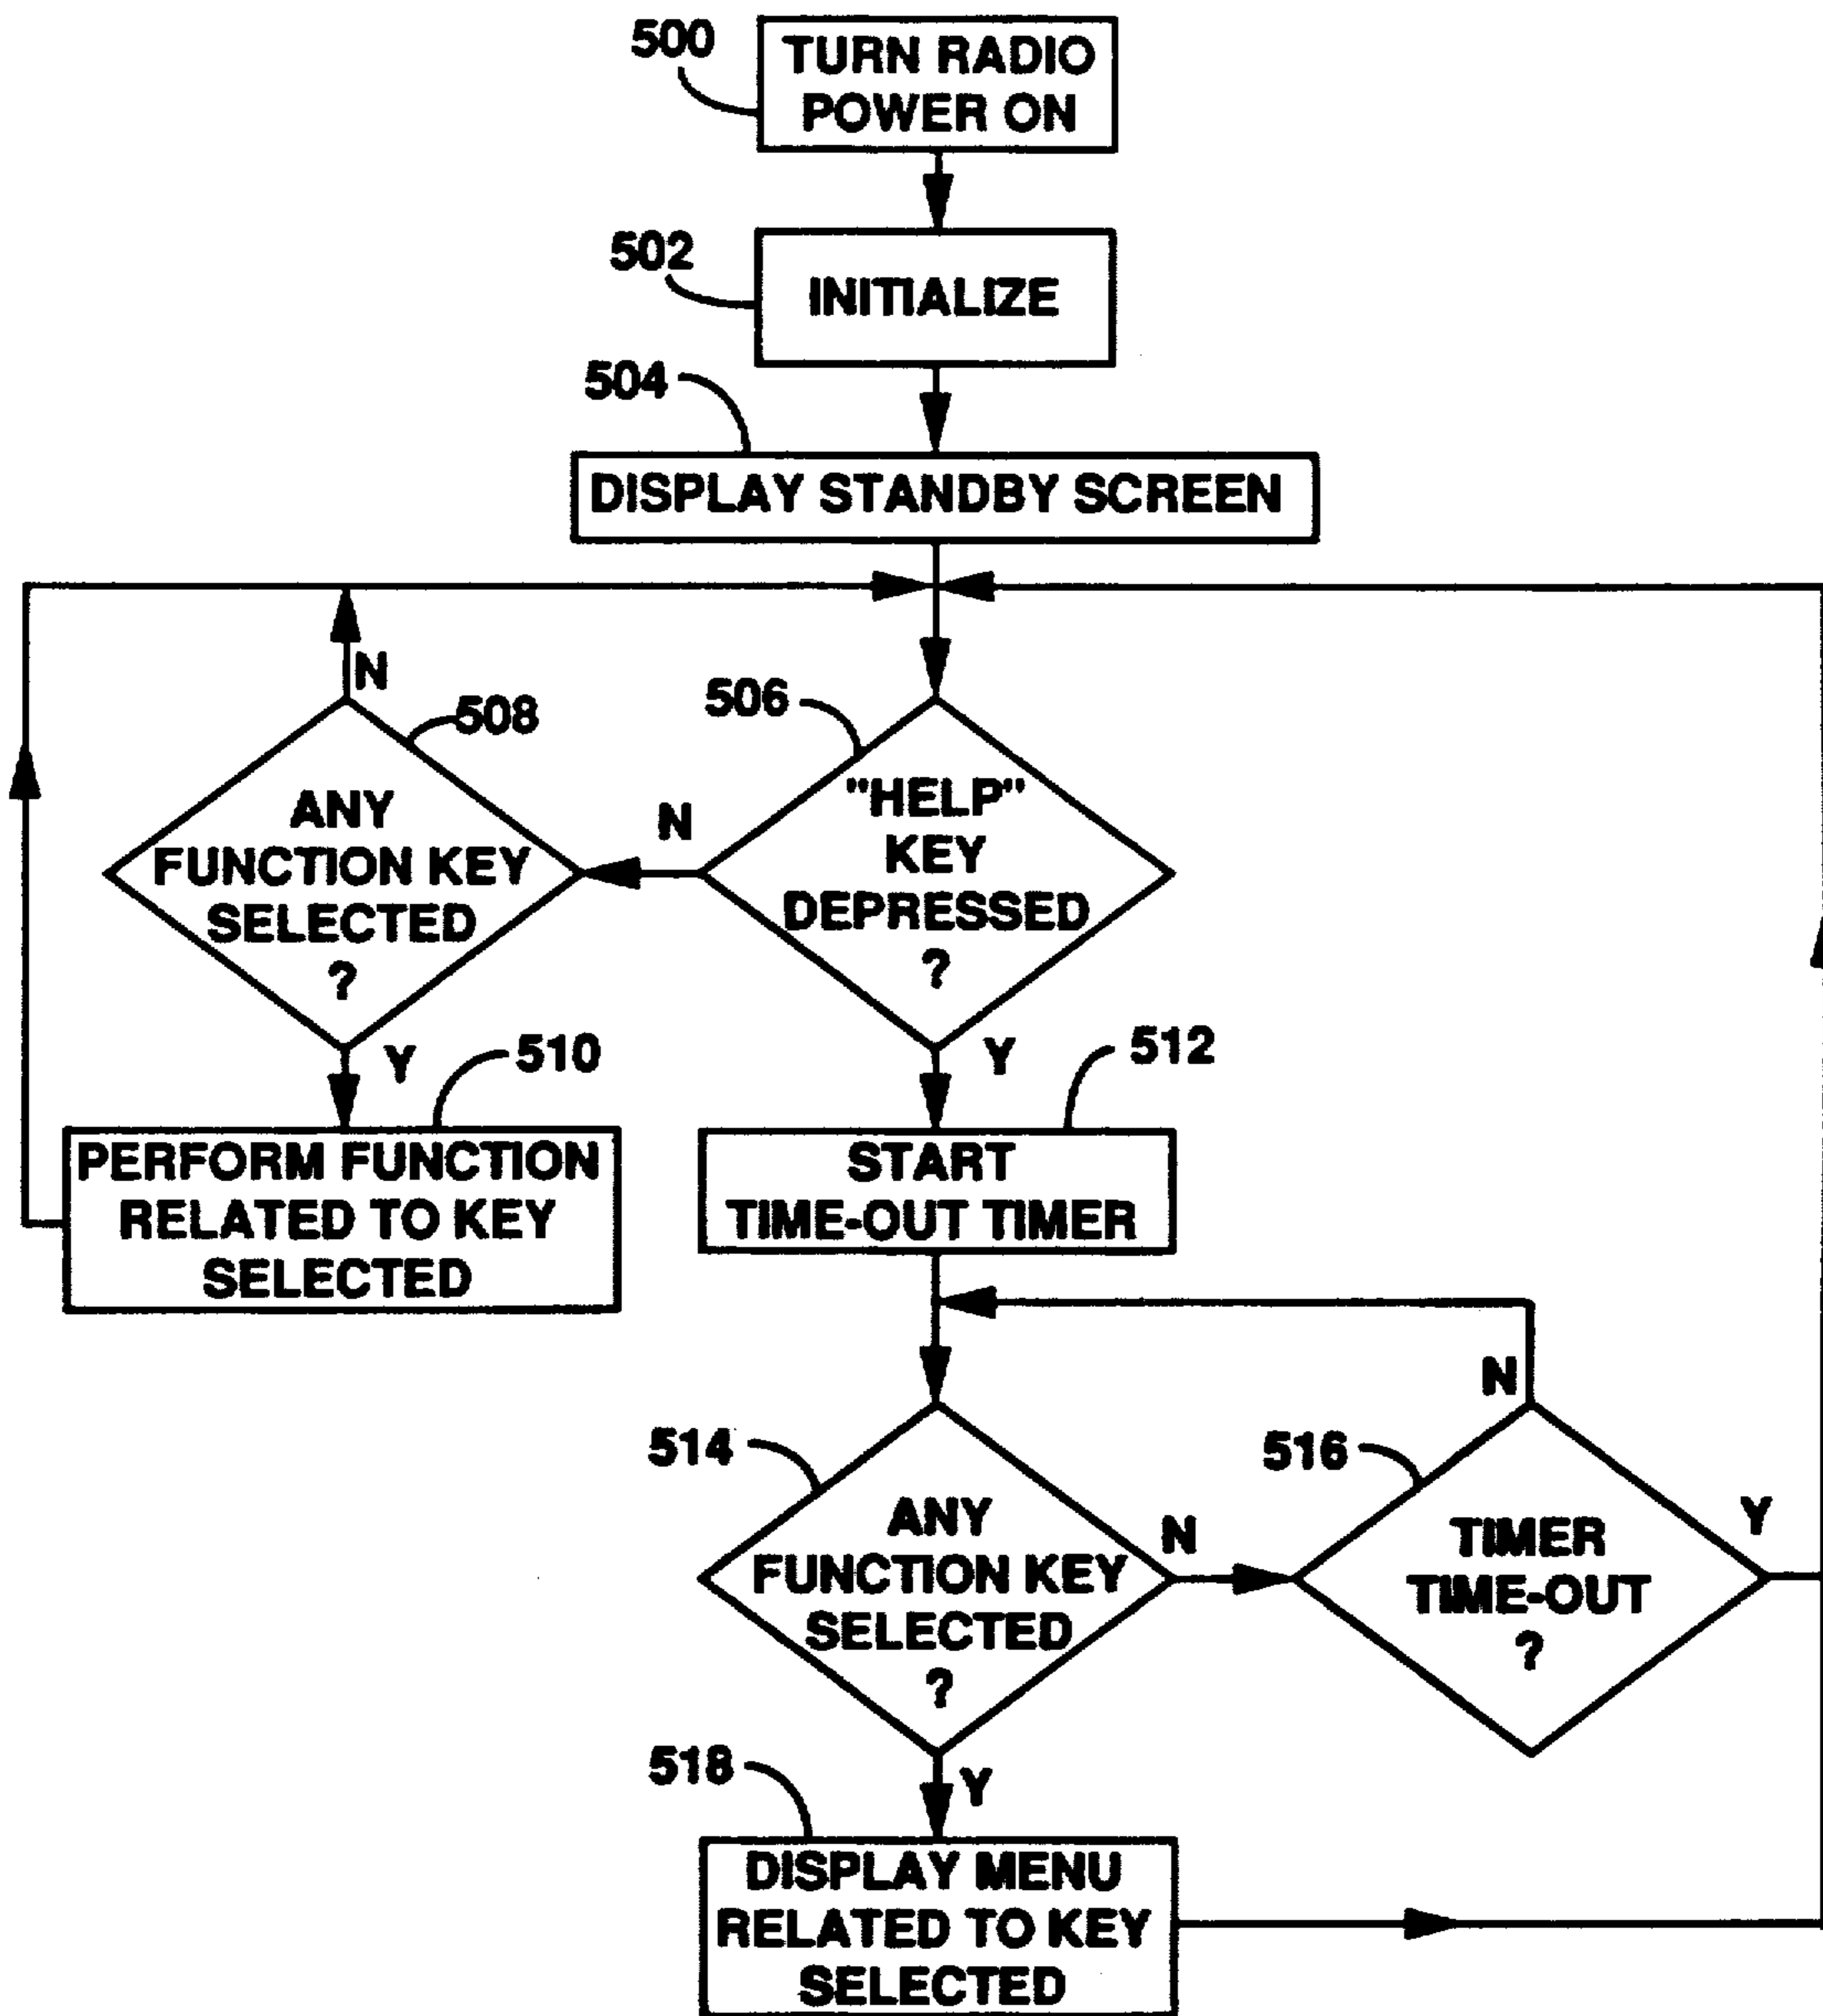 500
TURN RADIO
POWER ON
502
INITIALIZE
504
DISPLAY STANDBY SCREEN
N
508
ANY
FUNCTION KEY
SELECTED
?
506
N
"HELP"
KEY
DEPRESSED
?
Y
510
PERFORM FUNCTION
RELATED TO KEY
SELECTED
Y
512
START
TIME-OUT TIMER
514
ANY
FUNCTION KEY
SELECTED
?
N
516
N
TIMER
TIME-OUT
?
Y
518
Y
DISPLAY MENU
RELATED TO KEY
SELECTED